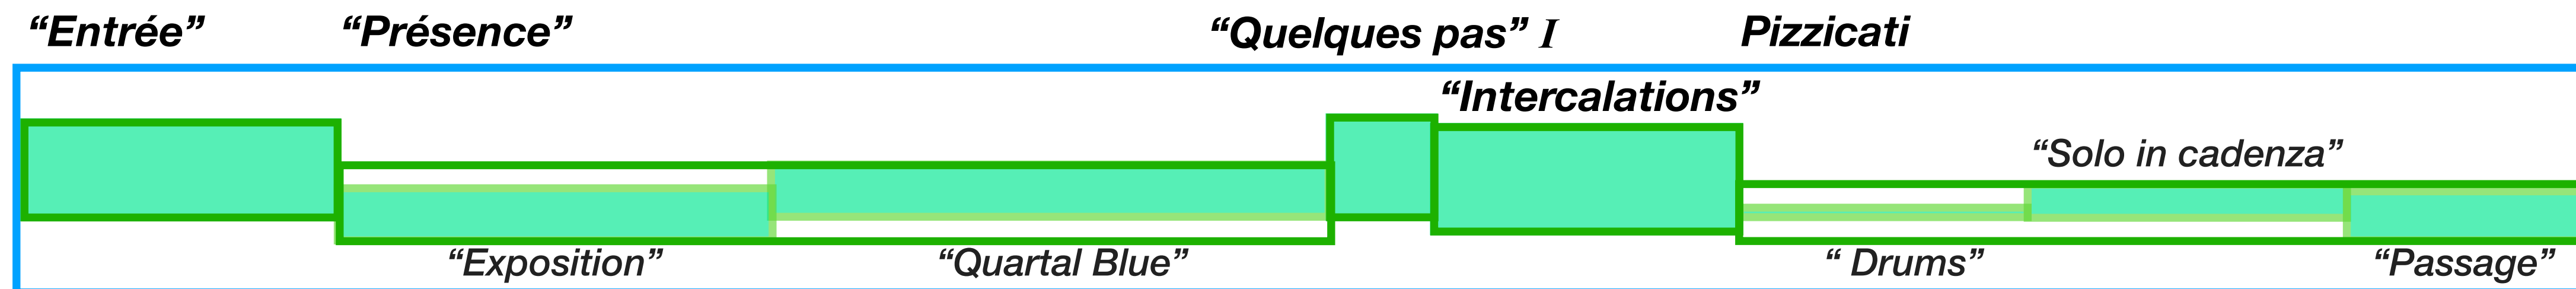 “Entrée” “Présence” “Quelques pas” I Pizzicati
“Intercalations”
“Solo in cadenza”
“Exposition” “Quartal Blue” “ Drums” “Passage”